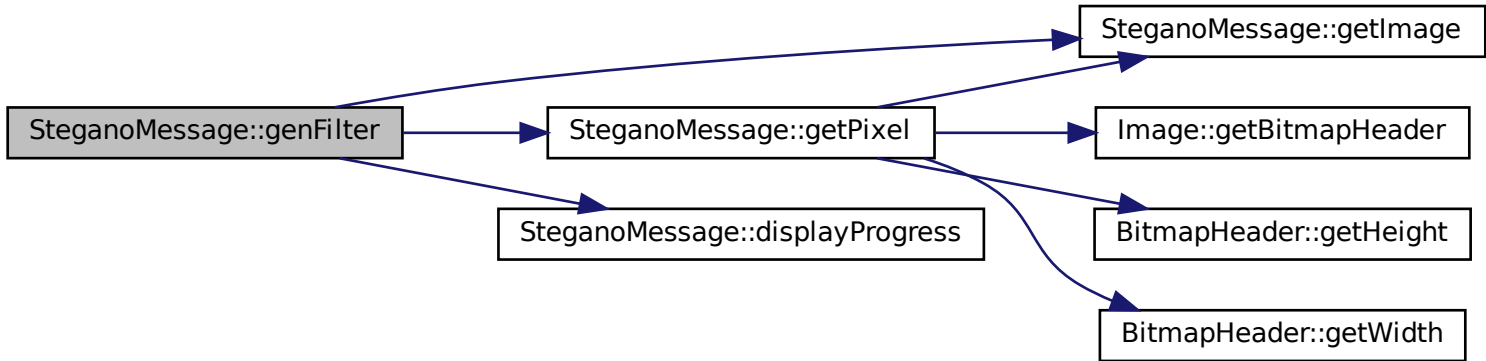 SteganoMessage::getImage
SteganoMessage::genFilter
SteganoMessage::getPixel
Image::getBitmapHeader
SteganoMessage::displayProgress
BitmapHeader::getHeight
BitmapHeader::getWidth